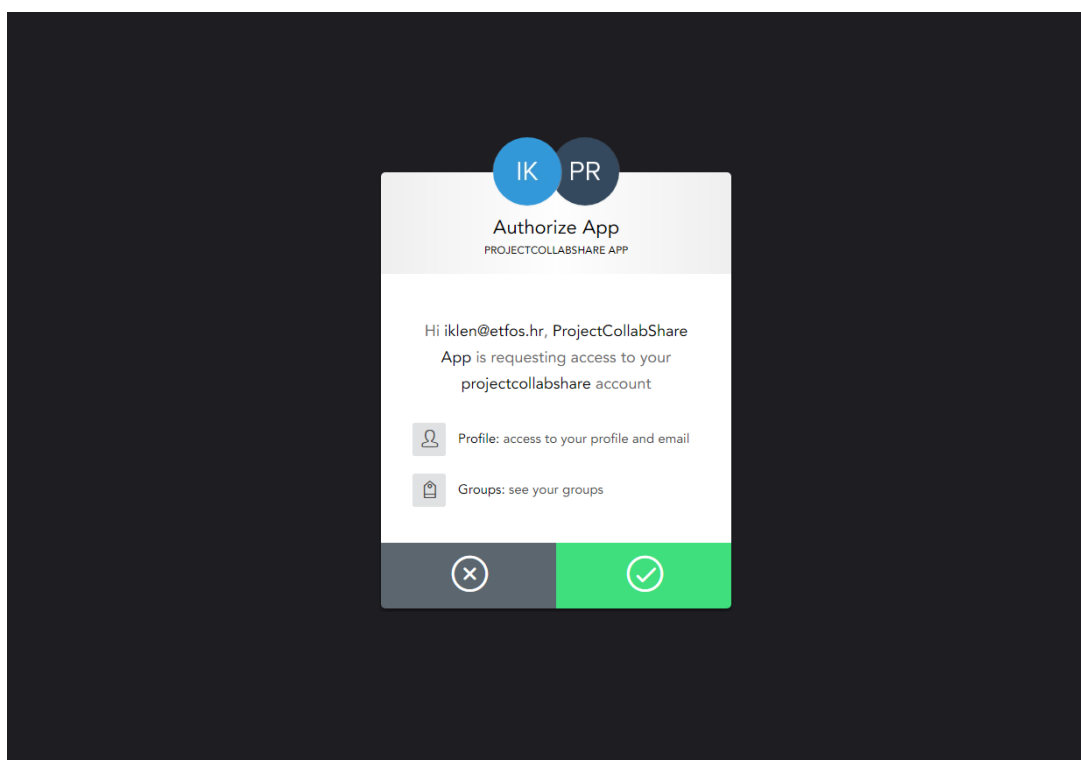 IK PR
Authorize App
PROJECTCOLLABSHARE APP
Hi iklen@etfos.hr, ProjectCollabShare
App is requesting access to your
projectcollabshare account
Profile: access to your profile and email
Groups: see your groups